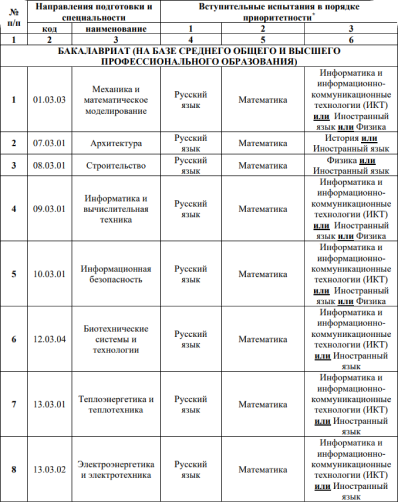 № п/п
Направления подготовки и специальности
Вступительные испытания в порядке приоритетности*
код
наименование
1
2
3
1
2
3
4
5
6
БАКАЛАВРИАТ (НА БАЗЕ СРЕДНЕГО ОБЩЕГО И ВЫСШЕГО
ПРОФЕССИОНАЛЬНОГО ОБРАЗОВАНИЯ)
1
01.03.03
Механика и
математическое
моделирование
Русский
язык
Математика
Информатика и
информационно-
коммуникационные
технологии (ИКТ)
или Иностранный
язык или Физика
2
07.03.01
Архитектура
Русский
язык
Математика
История или
Иностранный язык
3
08.03.01
Строительство
Русский
язык
Математика
Физика или
Иностранный язык
4
09.03.01
Информатика и
вычислительная
техника
Русский
язык
Математика
Информатика и
информационно-
коммуникационные
технологии (ИКТ)
или Иностранный
язык или Физика
5
10.03.01
Информационная
безопасность
Русский
язык
Математика
Информатика и
информационно-
коммуникационные
технологии (ИКТ)
или Иностранный
язык или Физика
6
12.03.04
Биотехнические
системы и
технологии
Русский
язык
Математика
Информатика и
информационно-
коммуникационные
технологии (ИКТ)
или Иностранный
язык
7
13.03.01
Теплоэнергетика и
теплотехника
Русский
язык
Математика
Информатика и
информационно-
коммуникационные
технологии (ИКТ)
или Иностранный
язык
8
13.03.02
Электроэнергетика
и электротехника
Русский
язык
Математика
Информатика и
информационно-
коммуникационные
технологии (ИКТ)
или Иностранный
язык